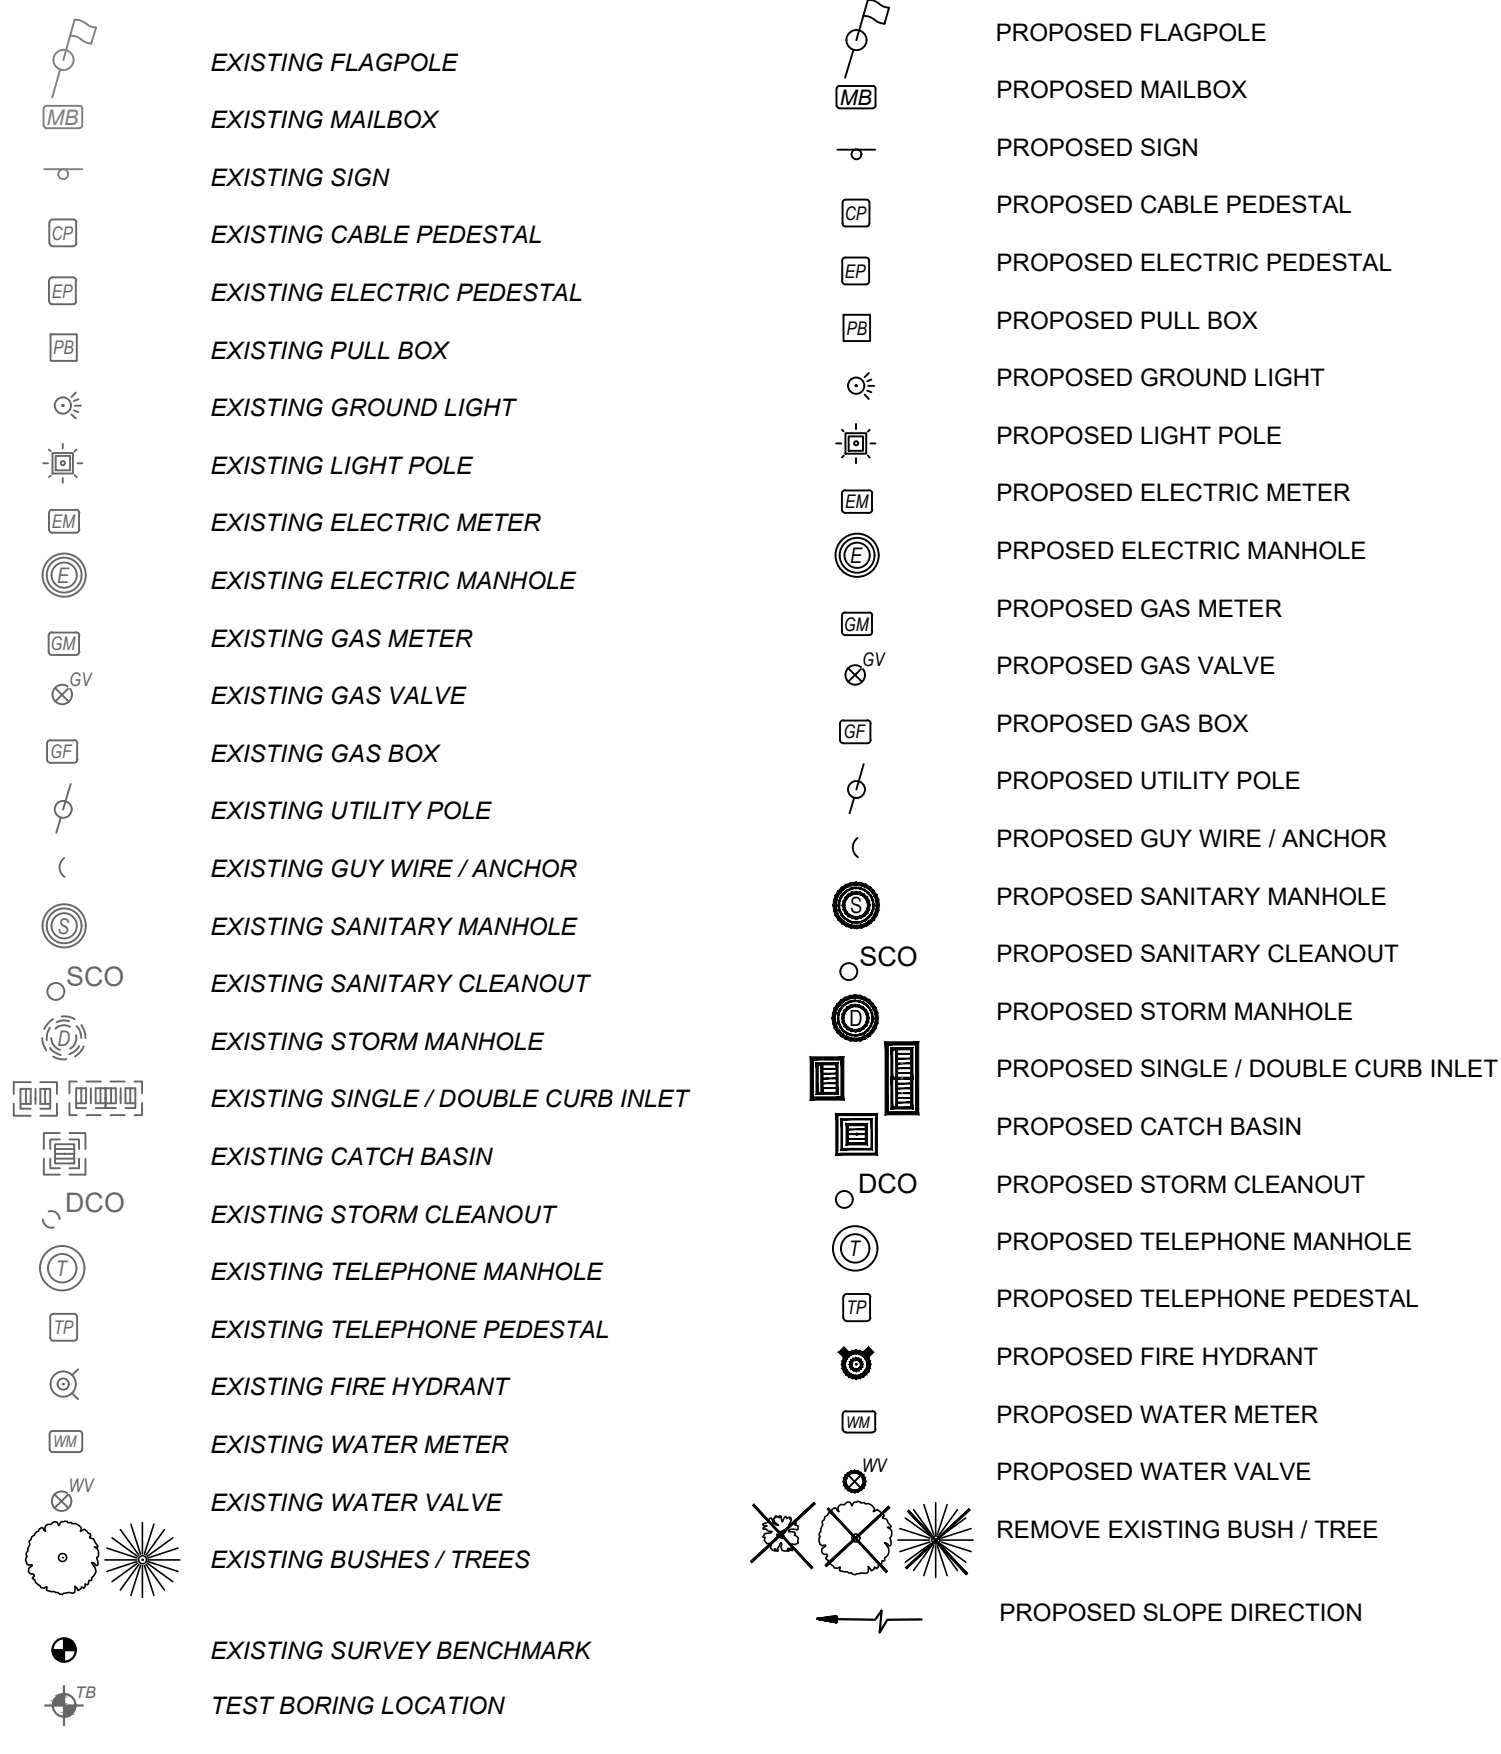 EXISTING FLAGPOLE
MB EXISTING MAILBOX
EXISTING SIGN
CP EXISTING CABLE PEDESTAL
EP EXISTING ELECTRIC PEDESTAL
PB EXISTING PULL BOX
EXISTING GROUND LIGHT
EXISTING LIGHT POLE
EM EXISTING ELECTRIC METER
E EXISTING ELECTRIC MANHOLE
GM EXISTING GAS METER
GV EXISTING GAS VALVE
GF EXISTING GAS BOX
EXISTING UTILITY POLE
EXISTING GUY WIRE / ANCHOR
S EXISTING SANITARY MANHOLE
SCO EXISTING SANITARY CLEANOUT
D EXISTING STORM MANHOLE
EXISTING SINGLE / DOUBLE CURB INLET
EXISTING CATCH BASIN
DCO EXISTING STORM CLEANOUT
T EXISTING TELEPHONE MANHOLE
TP EXISTING TELEPHONE PEDESTAL
EXISTING FIRE HYDRANT
WM EXISTING WATER METER
WV EXISTING WATER VALVE
EXISTING BUSHES / TREES
EXISTING SURVEY BENCHMARK
TB TEST BORING LOCATION
PROPOSED FLAGPOLE
MB PROPOSED MAILBOX
PROPOSED SIGN
CP PROPOSED CABLE PEDESTAL
EP PROPOSED ELECTRIC PEDESTAL
PB PROPOSED PULL BOX
PROPOSED GROUND LIGHT
PROPOSED LIGHT POLE
EM PROPOSED ELECTRIC METER
E PRPOSED ELECTRIC MANHOLE
GM PROPOSED GAS METER
GV PROPOSED GAS VALVE
GF PROPOSED GAS BOX
PROPOSED UTILITY POLE
PROPOSED GUY WIRE / ANCHOR
S PROPOSED SANITARY MANHOLE
SCO PROPOSED SANITARY CLEANOUT
D PROPOSED STORM MANHOLE
PROPOSED SINGLE / DOUBLE CURB INLET
PROPOSED CATCH BASIN
DCO PROPOSED STORM CLEANOUT
T PROPOSED TELEPHONE MANHOLE
TP PROPOSED TELEPHONE PEDESTAL
PROPOSED FIRE HYDRANT
WM PROPOSED WATER METER
WV PROPOSED WATER VALVE
REMOVE EXISTING BUSH / TREE
PROPOSED SLOPE DIRECTION